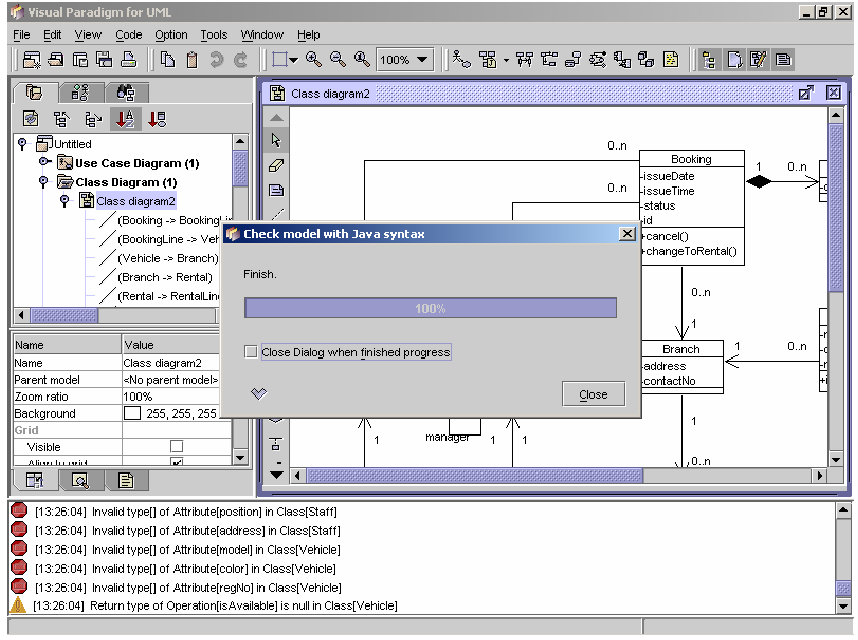 Visual Paradigm for UML
File Edit View Code Option Tools Window Help
100%
Class diagram2
Untitled
Use Case Diagram (1)
Class Diagram (1)
Class diagram2
(Booking -> BookingLi
(BookingLine -> Veh
(Vehicle -> Branch)
(Branch -> Rental)
(Rental -> RentalLine
Name Value
Name Class diagram2
Parent model <No parent model>
Zoom ratio 100%
Background 255, 255, 255
Grid
Visible
Align to grid
0..n
0..n
Booking
-issueDate
-issueTime
-status
-id
+cancel()
+changeToRental()
1
0..n
0..n
1
Branch
-address
-contactNo
1
0..n
1
0..n
1
manager
1
1
Check model with Java syntax
Finish.
100%
Close Dialog when finished progress
Close
[13:26:04] Invalid type[] of Attribute[position] in Class[Staff]
[13:26:04] Invalid type[] of Attribute[address] in Class[Staff]
[13:26:04] Invalid type[] of Attribute[model] in Class[Vehicle]
[13:26:04] Invalid type[] of Attribute[color] in Class[Vehicle]
[13:26:04] Invalid type[] of Attribute[regNo] in Class[Vehicle]
[13:26:04] Return type of Operation[isAvailable] is null in Class[Vehicle]